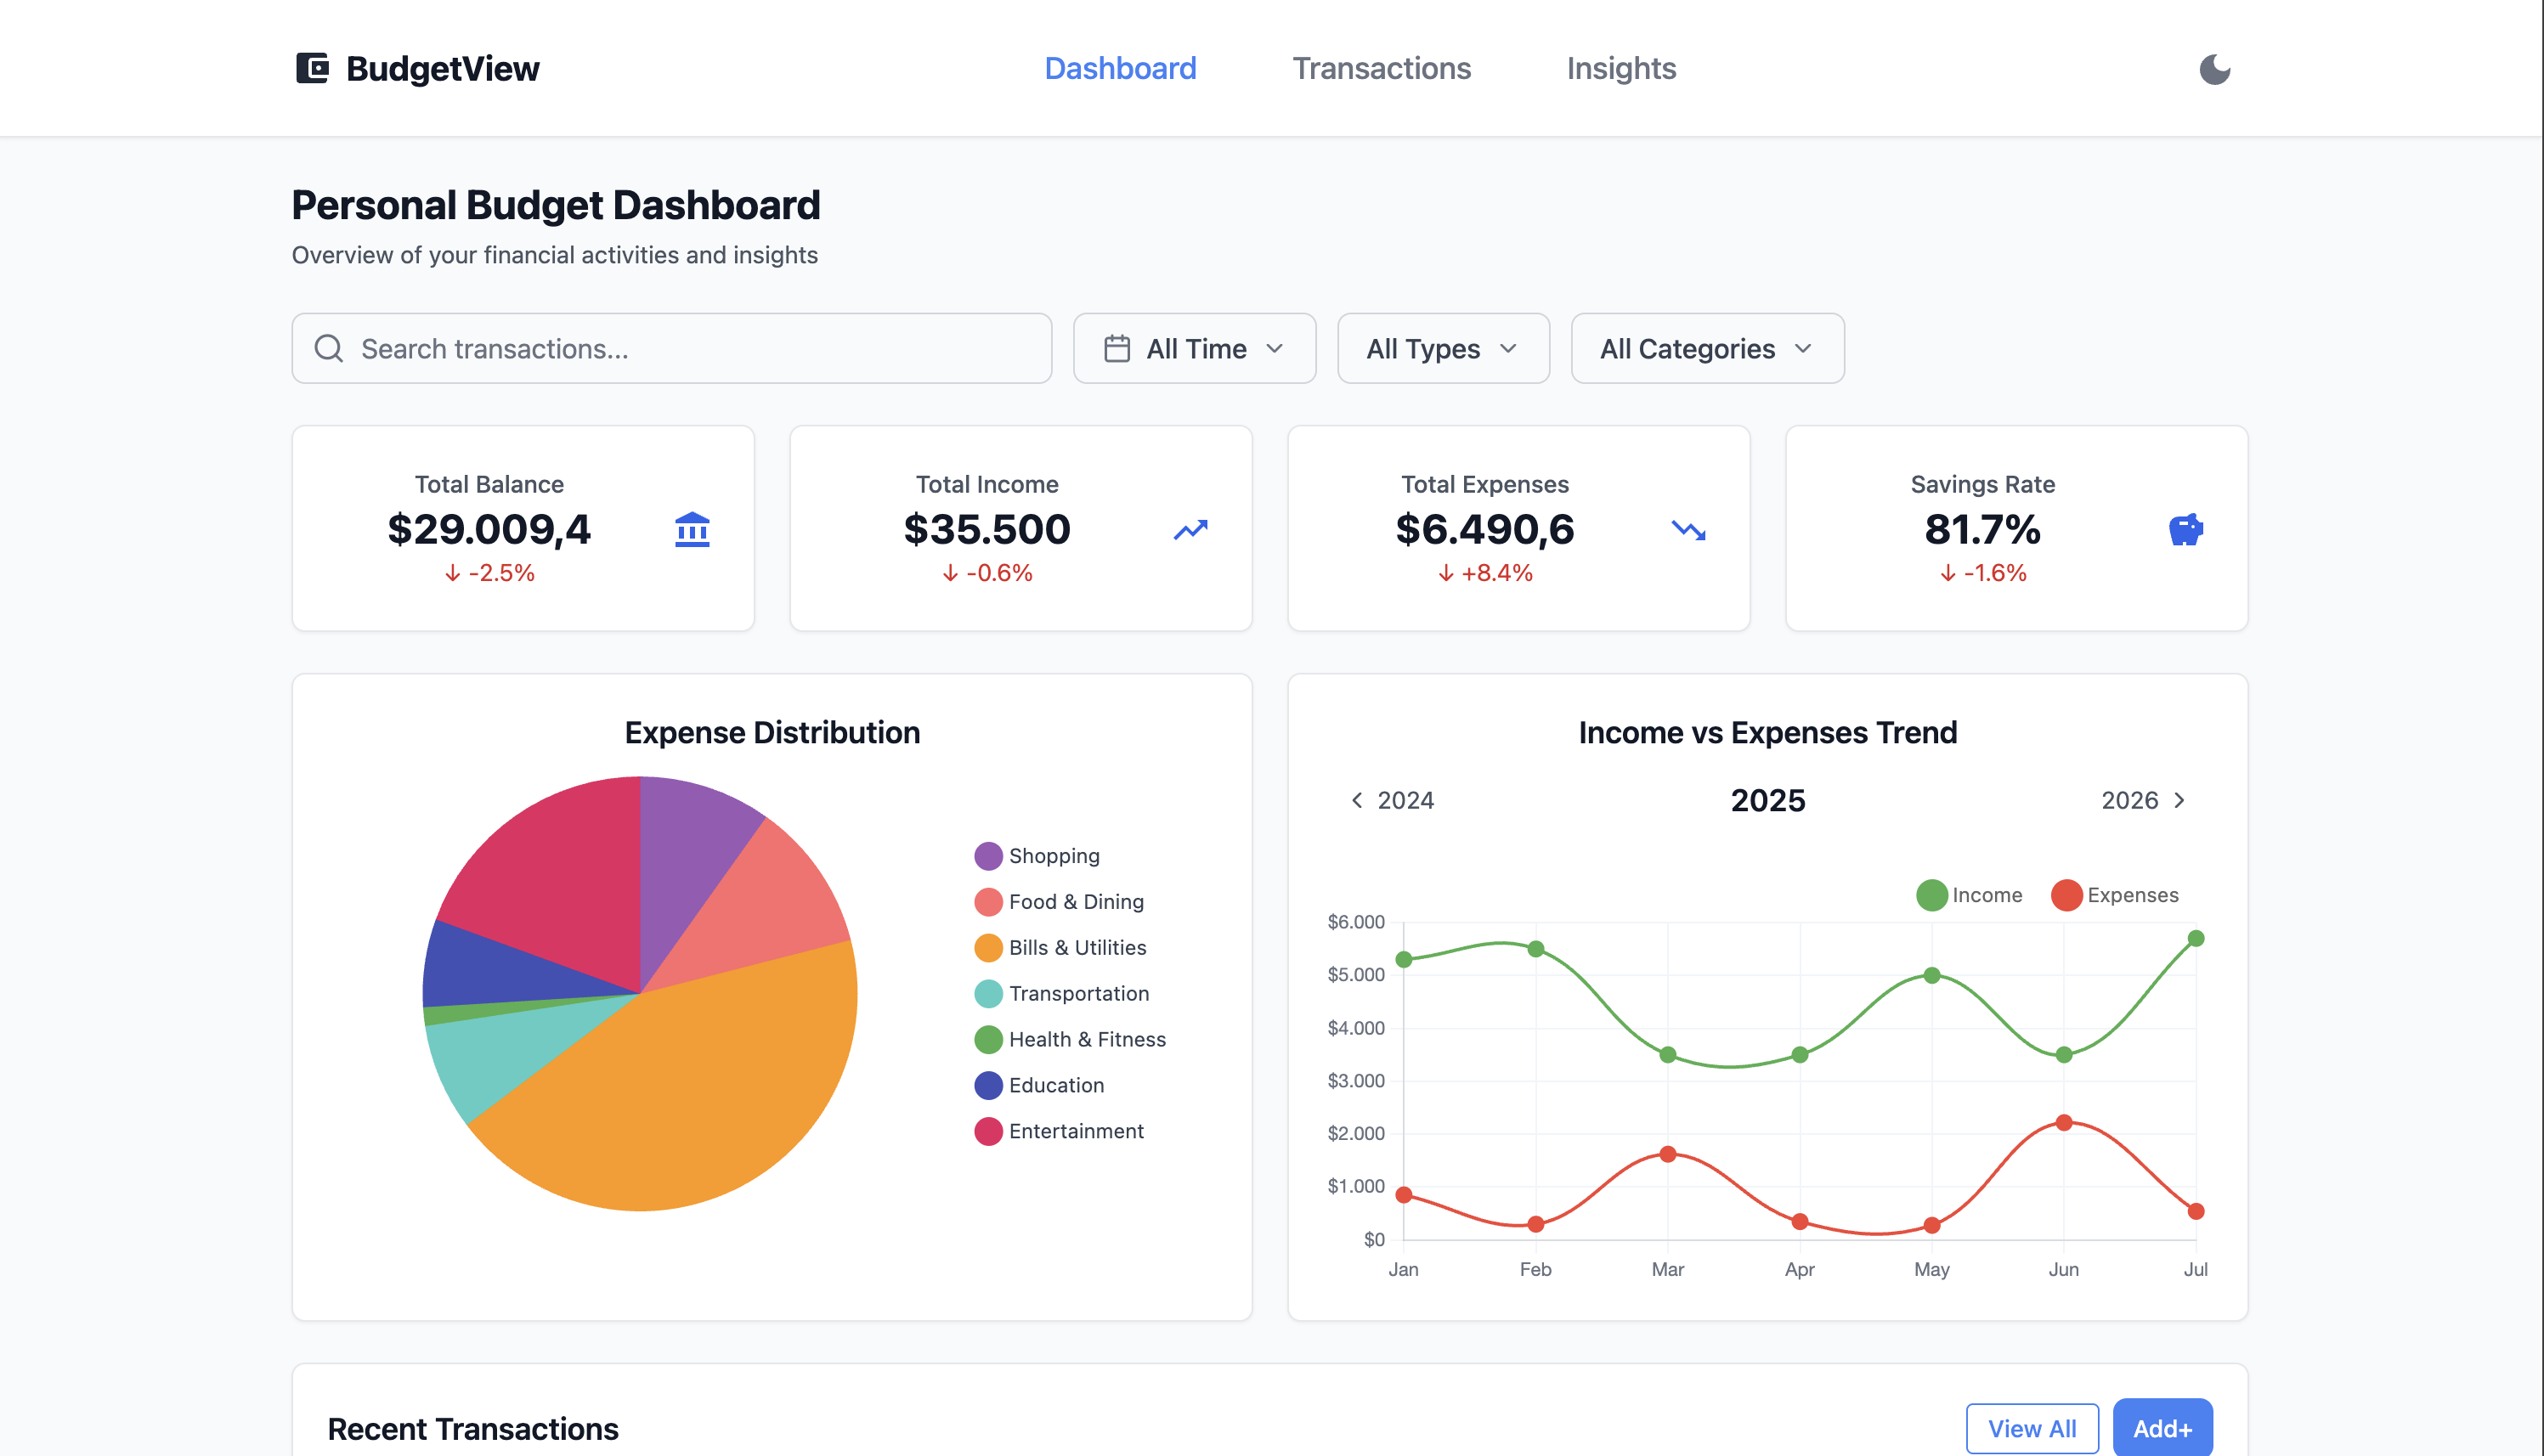 BudgetView
Dashboard
Transactions
Insights
Personal Budget Dashboard
Overview of your financial activities and insights
Search transactions...
All Time
All Types
All Categories
Total Balance
$29.009,4
↓ -2.5%
Total Income
$35.500
↓ -0.6%
Total Expenses
$6.490,6
↓ +8.4%
Savings Rate
81.7%
↓ -1.6%
Expense Distribution
Shopping
Food & Dining
Bills & Utilities
Transportation
Health & Fitness
Education
Entertainment
Income vs Expenses Trend
2024
2025
2026
Income
Expenses
$6.000
$5.000
$4.000
$3.000
$2.000
$1.000
$0
Jan
Feb
Mar
Apr
May
Jun
Jul
Recent Transactions
View All
Add+